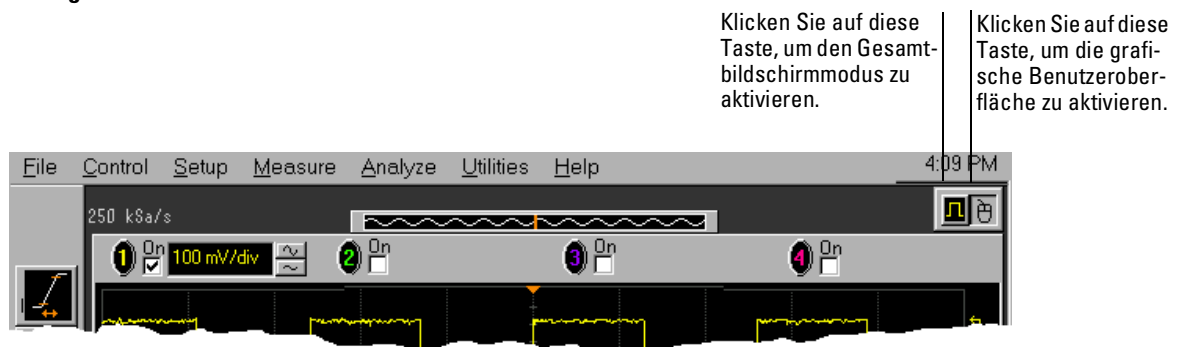 Klicken Sie auf diese
Taste, um den Gesamt-
bildschirmmodus zu
aktivieren.
Klicken Sie auf diese
Taste, um die grafi-
sche Benutzerober-
fläche zu aktivieren.
File Control Setup Measure Analyze Utilities Help 4:09 PM
250 kSa/s
1 On 100 mV/div 2 On 3 On 4 On